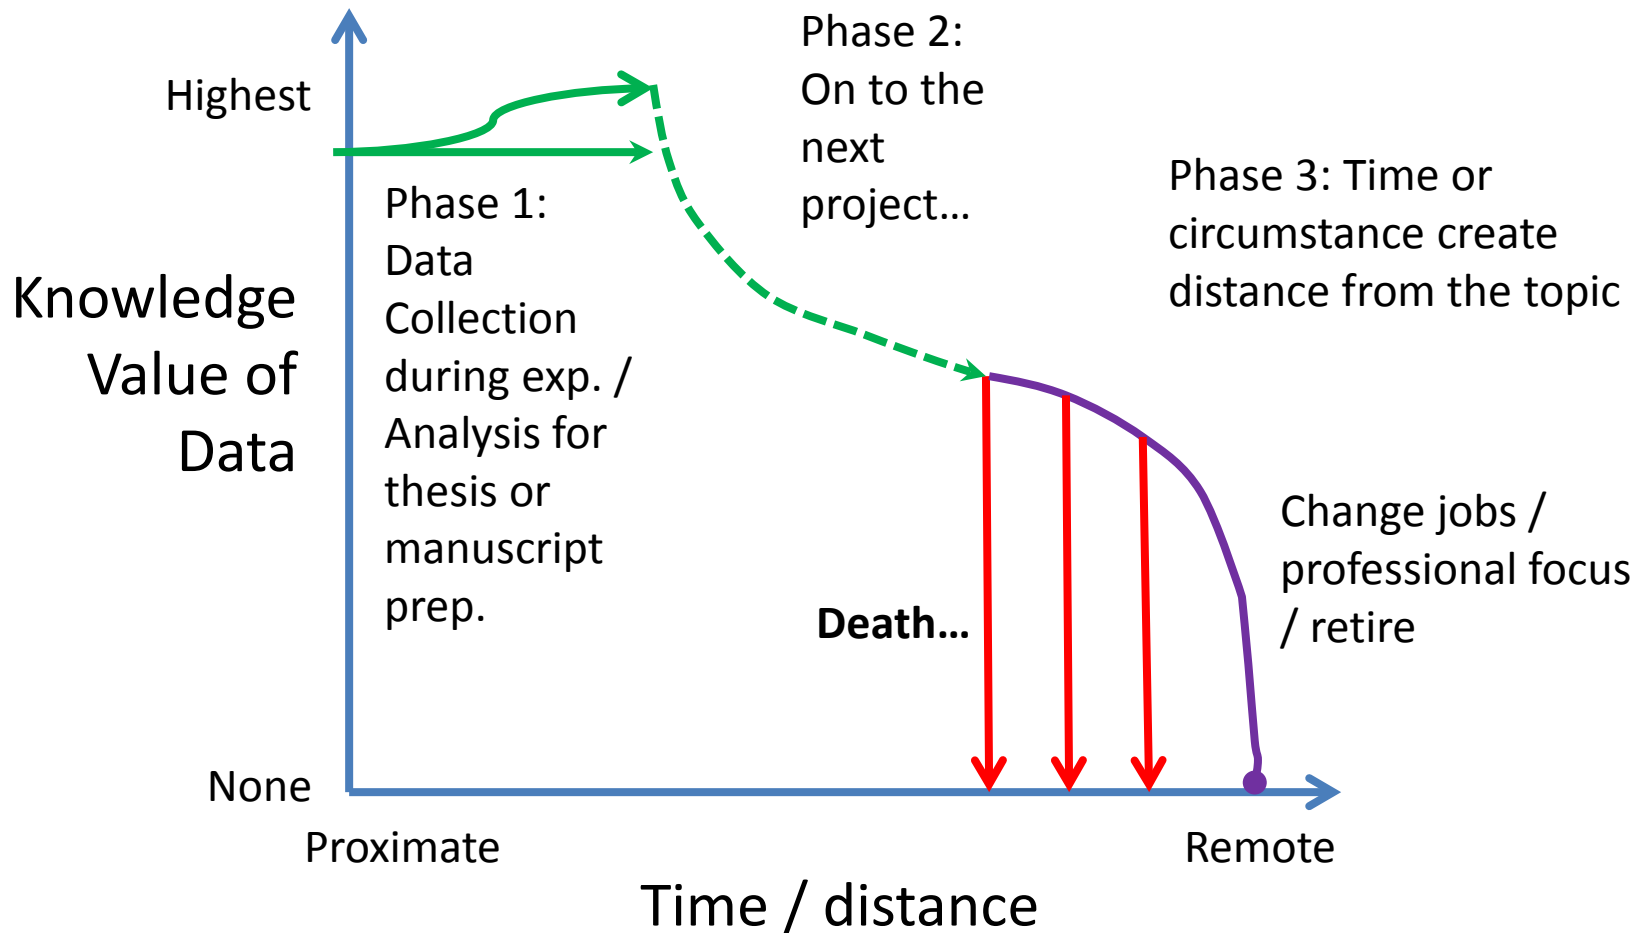 Phase 2:
On to the
next
project…
Highest
Phase 1:
Data
Collection
during exp. /
Analysis for
thesis or
manuscript
prep.
Phase 3: Time or
circumstance create
distance from the topic
Knowledge
Value of
Data
Change jobs /
professional focus
/ retire
Death…
None
Proximate
Remote
Time / distance